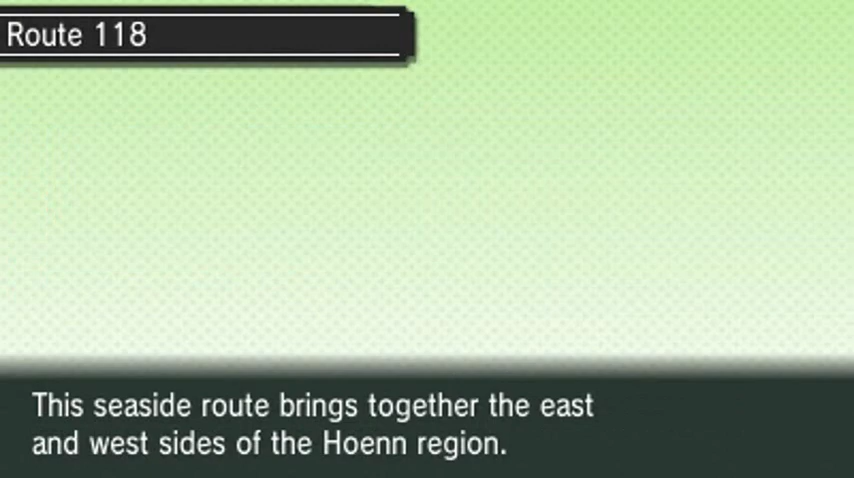 Route 118
This seaside route brings together the east
and west sides of the Hoenn region.